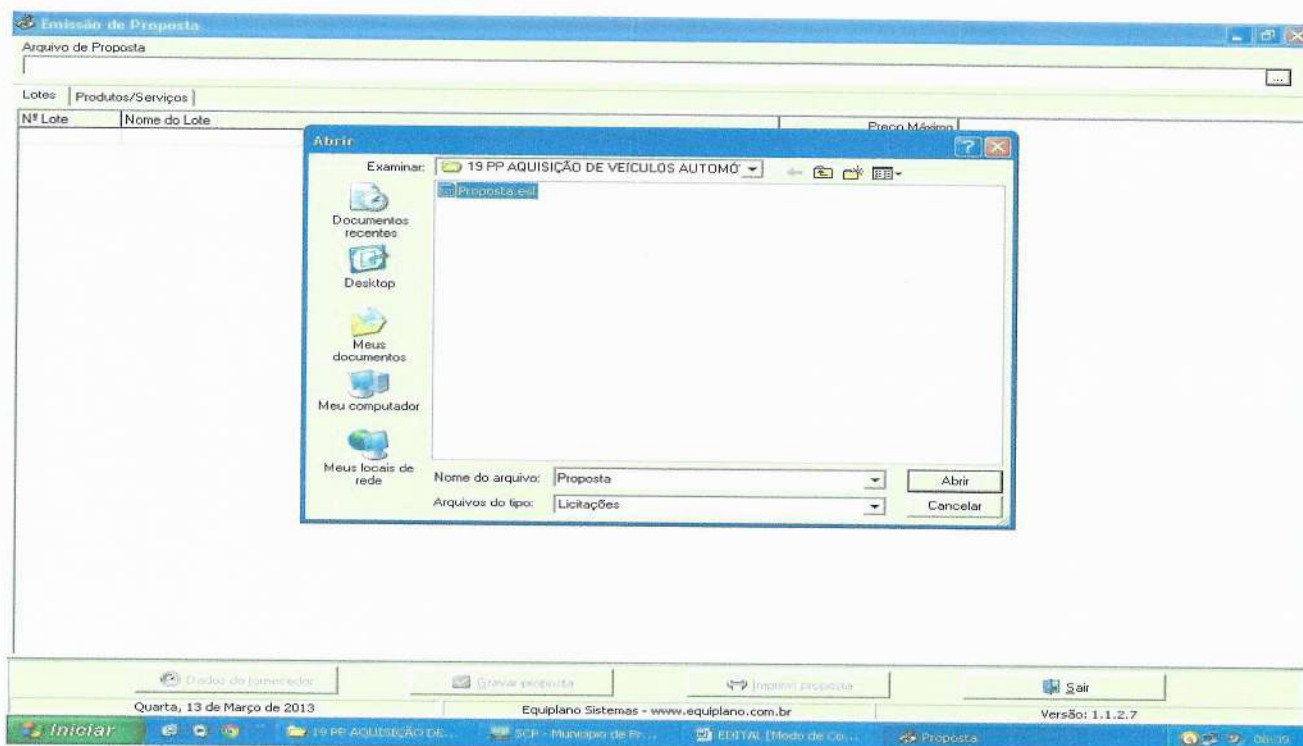 Emissão de Proposta
Arquivo de Proposta
...
Lotes Produtos/Serviços
Nº Lote Nome do Lote Preço Máximo
Abrir
Examinar: 19 PP AQUISIÇÃO DE VEÍCULOS AUTOMÓ
Proposta.esl
Documentos recentes
Desktop
Meus documentos
Meu computador
Meus locais de rede
Nome do arquivo: Proposta Abrir
Arquivos do tipo: Licitações Cancelar
Dados do fornecedor Gravar proposta Imprimir proposta Sair
Quarta, 13 de Março de 2013 Equiplano Sistemas - www.equiplano.com.br Versão: 1.1.2.7
Iniciar 19 PP AQUISIÇÃO DE... SCP - Município de Fr... EDITAL [Modo de Co... Proposta